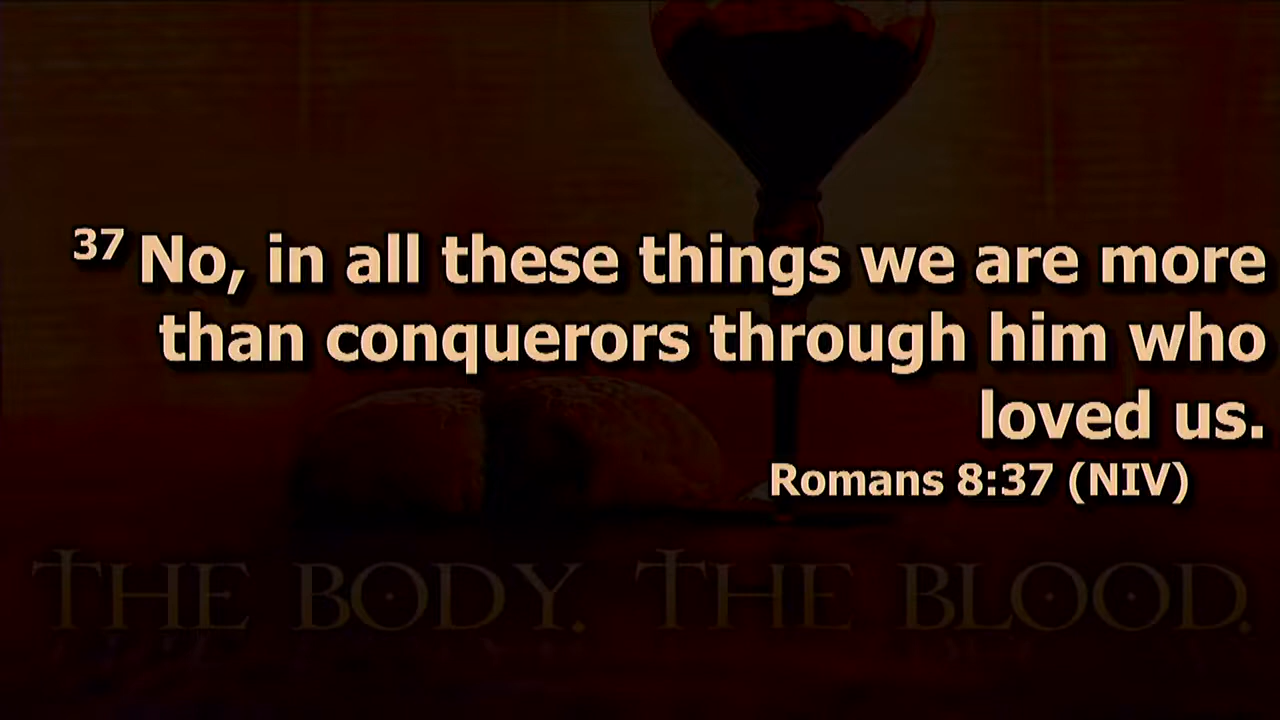 37 No, in all these things we are more
than conquerors through him who
loved us.
Romans 8:37 (NIV)
THE BODY. THE BLOOD.